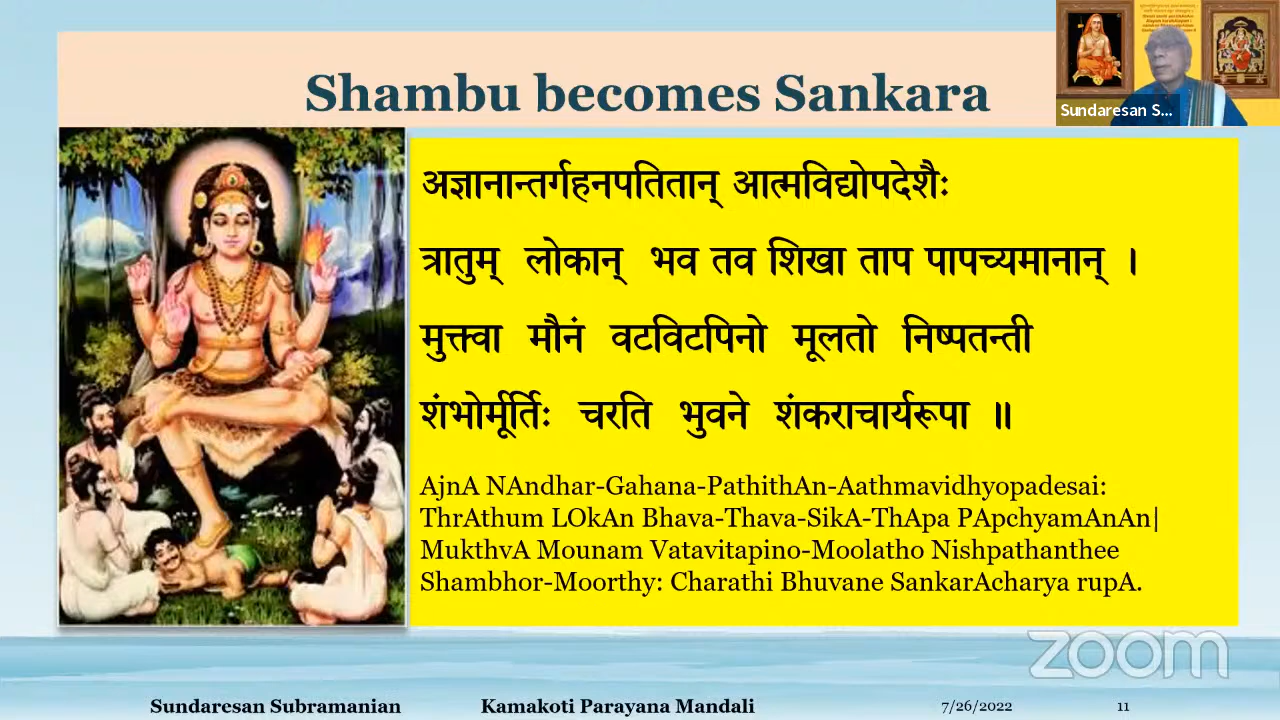 Shambu becomes Sankara
Sundaresan S...
अज्ञानान्तर्गहनपतितान् आत्मविद्योपदेशैः
त्रातुम् लोकान् भव तव शिखा ताप पापच्यमानान् ।
मुक्त्वा मौनं वटविटपिनो मूलतो निष्पतन्ती
शंभोर्मूर्तिः चरति भुवने शंकराचार्यरूपा ॥
AjnA NAndhar-Gahana-PathithAn-Aathmavidhyopadesai:
ThrAthum LOkAn Bhava-Thava-SikA-ThApa PApchyamAnAn|
MukthvA Mounam Vatavitapino-Moolatho Nishpathanthee
Shambhor-Moorthy: Charathi Bhuvane SankarAcharya rupA.
zoom
Sundaresan Subramanian Kamakoti Parayana Mandali 7/26/2022 11